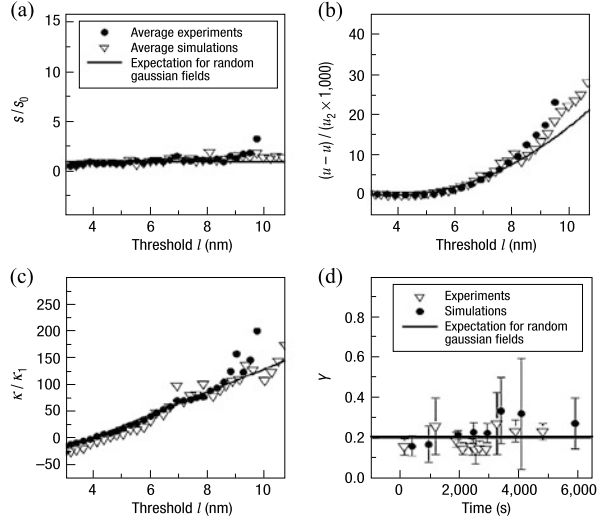 (a)
15
10
5
0
s/s0
Average experiments
Average simulations
Expectation for random
gaussian fields
4
6
8
10
Threshold l (nm)
(b)
40
30
20
10
0
(u – u) / (u2 × 1,000)
4
6
8
10
Threshold l (nm)
(c)
250
200
150
100
50
0
−50
κ / κ1
4
6
8
10
Threshold l (nm)
(d)
0.8
0.6
0.4
0.2
0.0
γ
Experiments
Simulations
Expectation for random
gaussian fields
0
2,000
4,000
6,000
Time (s)